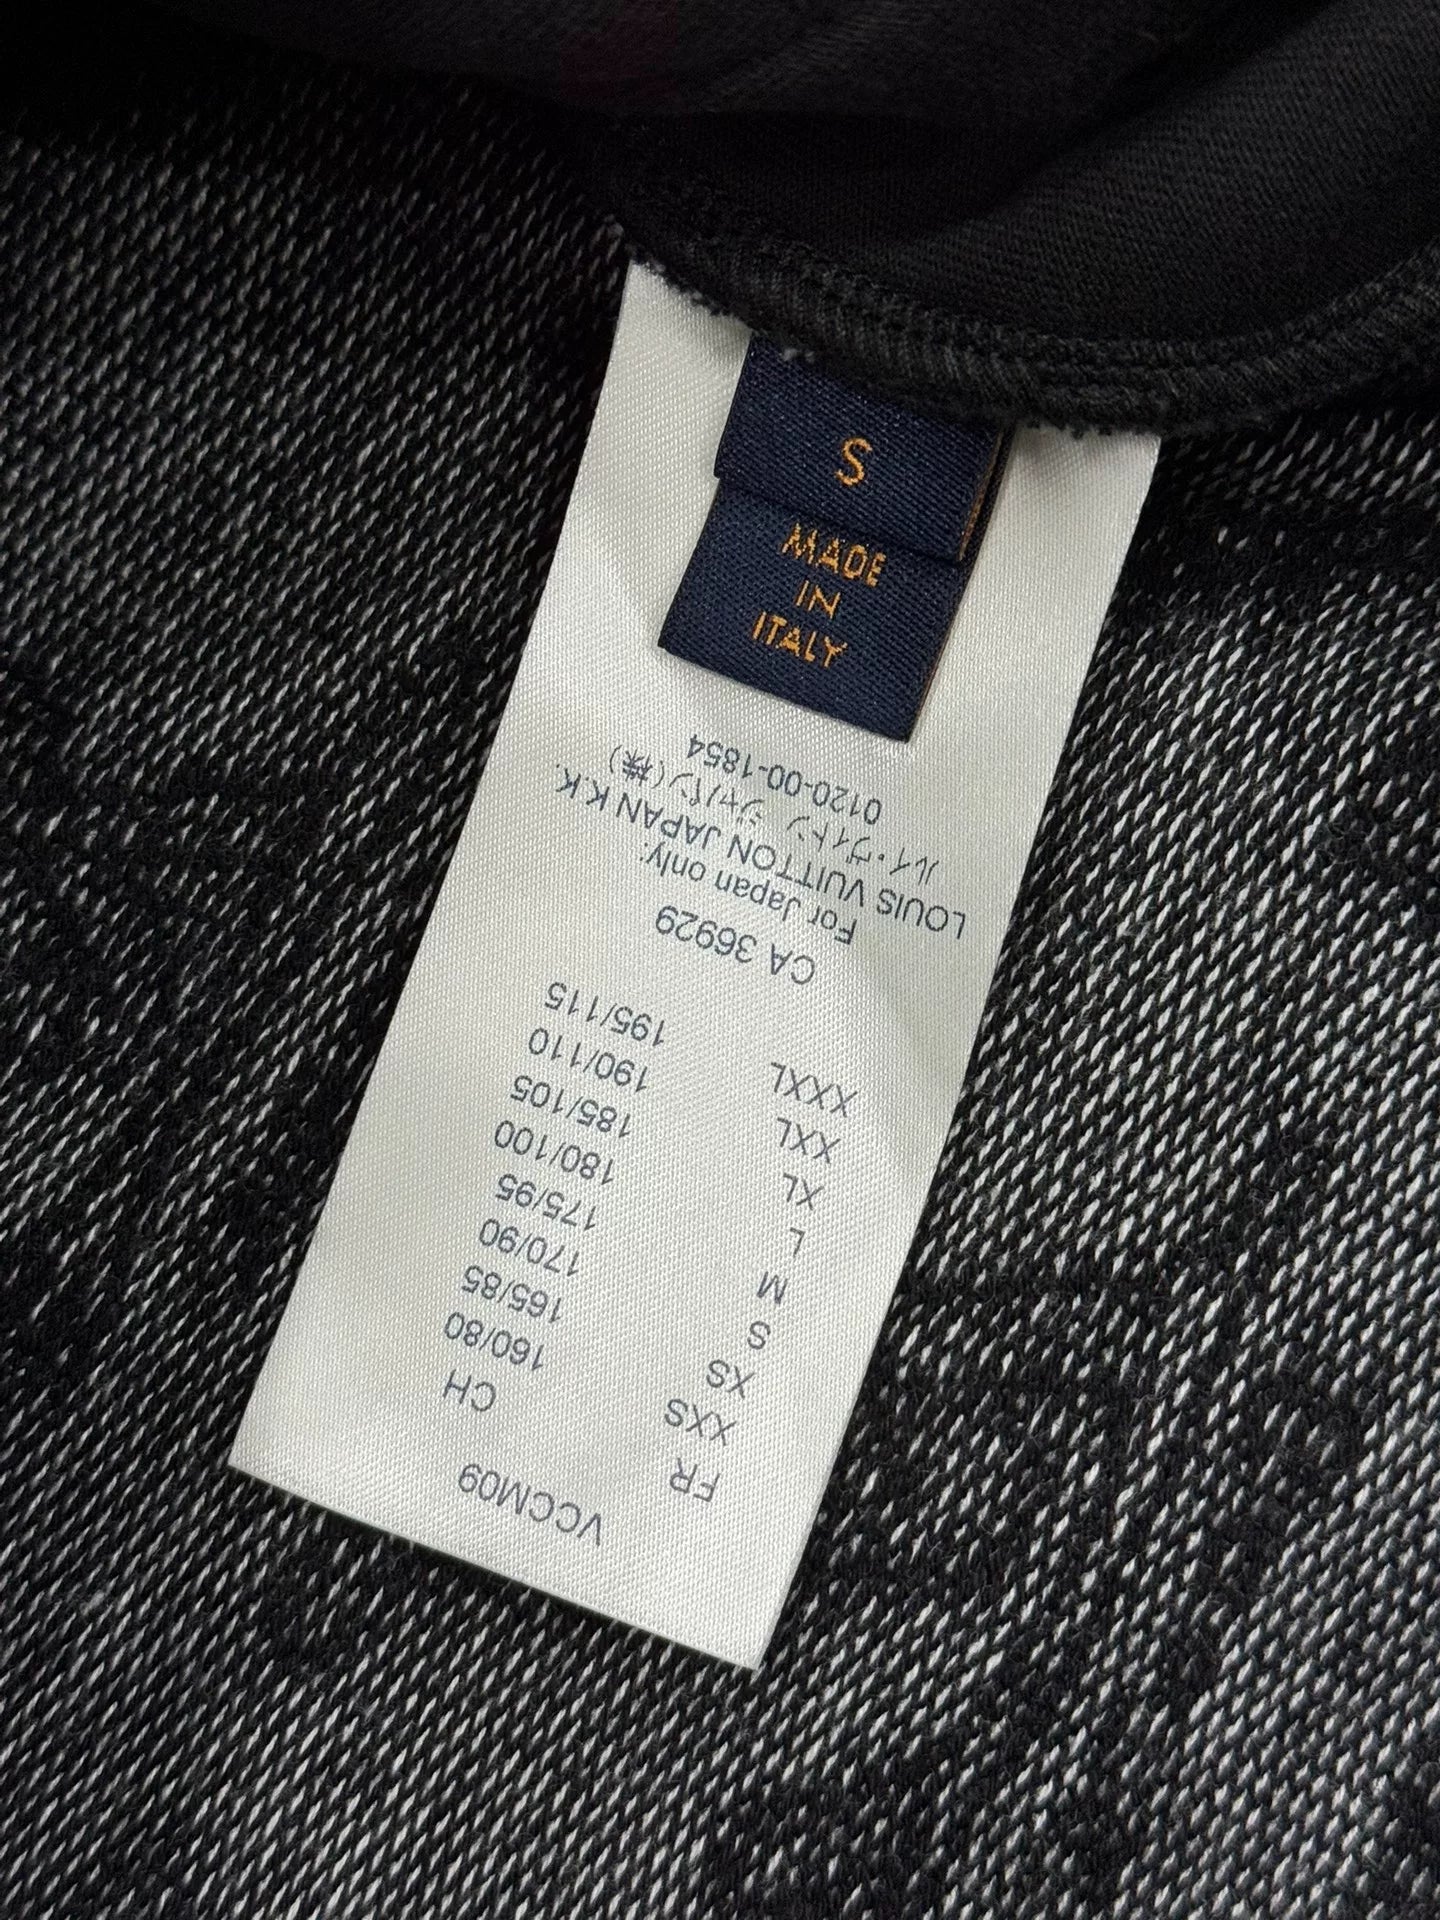 S
MADE
IN
ITALY
VCCM09
FR CH
XXS 160/80
XS 165/85
S 170/90
M 175/95
L 180/100
XL 185/105
XXL 190/110
XXXL 195/115
CA 36929
For Japan only:
LOUIS VUITTON JAPAN K.K.
ルイ・ヴィトン ジャパン(株)
0120-00-1854